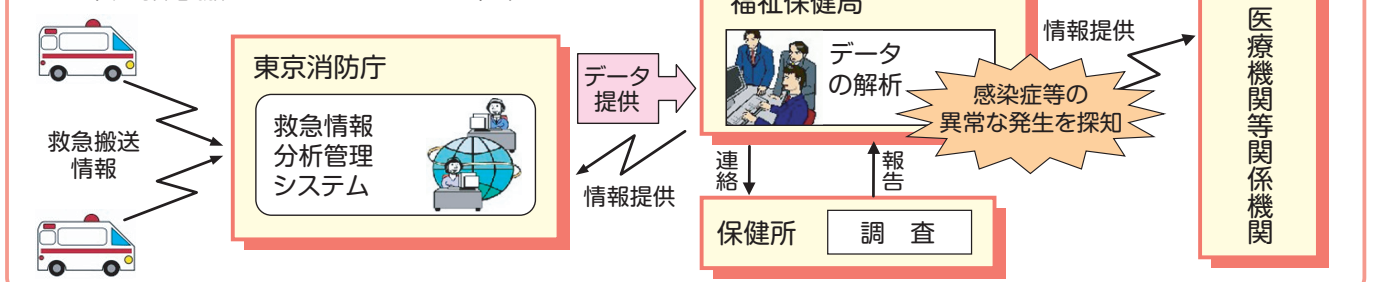 救急搬送
情報
東京消防庁
救急情報
分析管理
システム
データ
提供
情報提供
福祉保健局
データ
の解析
感染症等の
異常な発生を探知
連絡
報告
保健所
調　査
情報提供
医療機関等関係機関